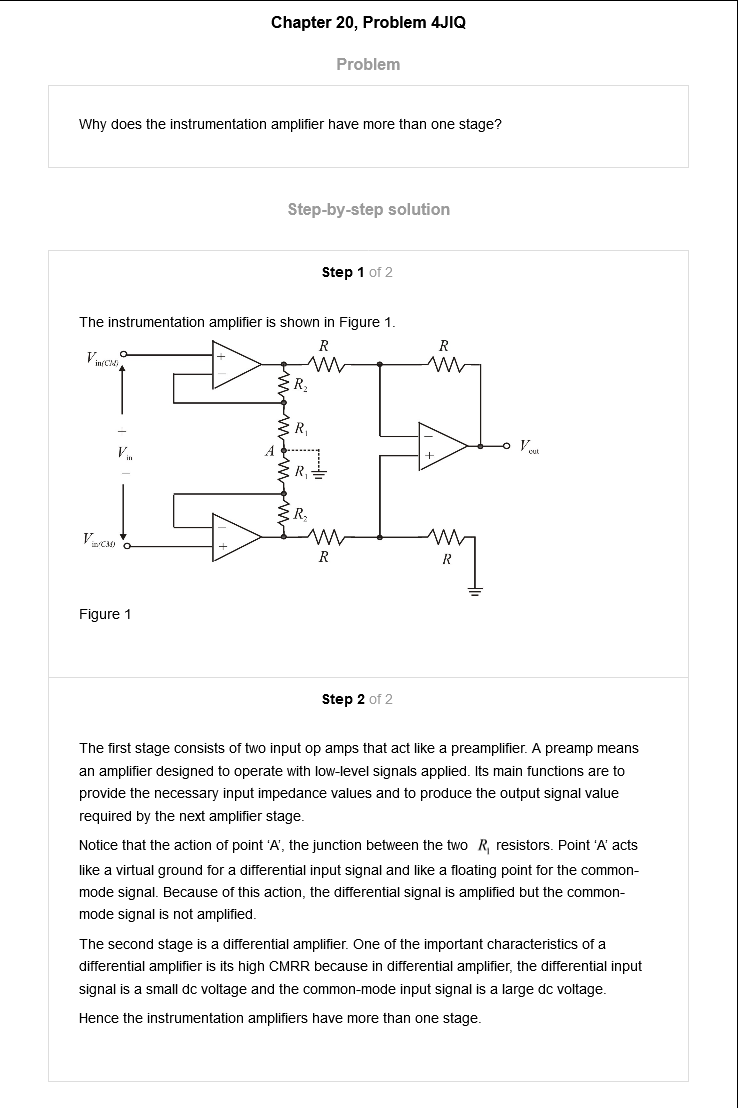 Chapter 20, Problem 4JIQ
Problem
Why does the instrumentation amplifier have more than one stage?
Step-by-step solution
Step 1 of 2
The instrumentation amplifier is shown in Figure 1.
R R
V in(CM)
+
−
R2
R1
A
−
V in
−
−
+
V out
R1
R2
−
+
V in(CM)
R R
Figure 1
Step 2 of 2
The first stage consists of two input op amps that act like a preamplifier. A preamp means
an amplifier designed to operate with low-level signals applied. Its main functions are to
provide the necessary input impedance values and to produce the output signal value
required by the next amplifier stage.
Notice that the action of point ‘A’, the junction between the two R1 resistors. Point ‘A’ acts
like a virtual ground for a differential input signal and like a floating point for the common-
mode signal. Because of this action, the differential signal is amplified but the common-
mode signal is not amplified.
The second stage is a differential amplifier. One of the important characteristics of a
differential amplifier is its high CMRR because in differential amplifier, the differential input
signal is a small dc voltage and the common-mode input signal is a large dc voltage.
Hence the instrumentation amplifiers have more than one stage.